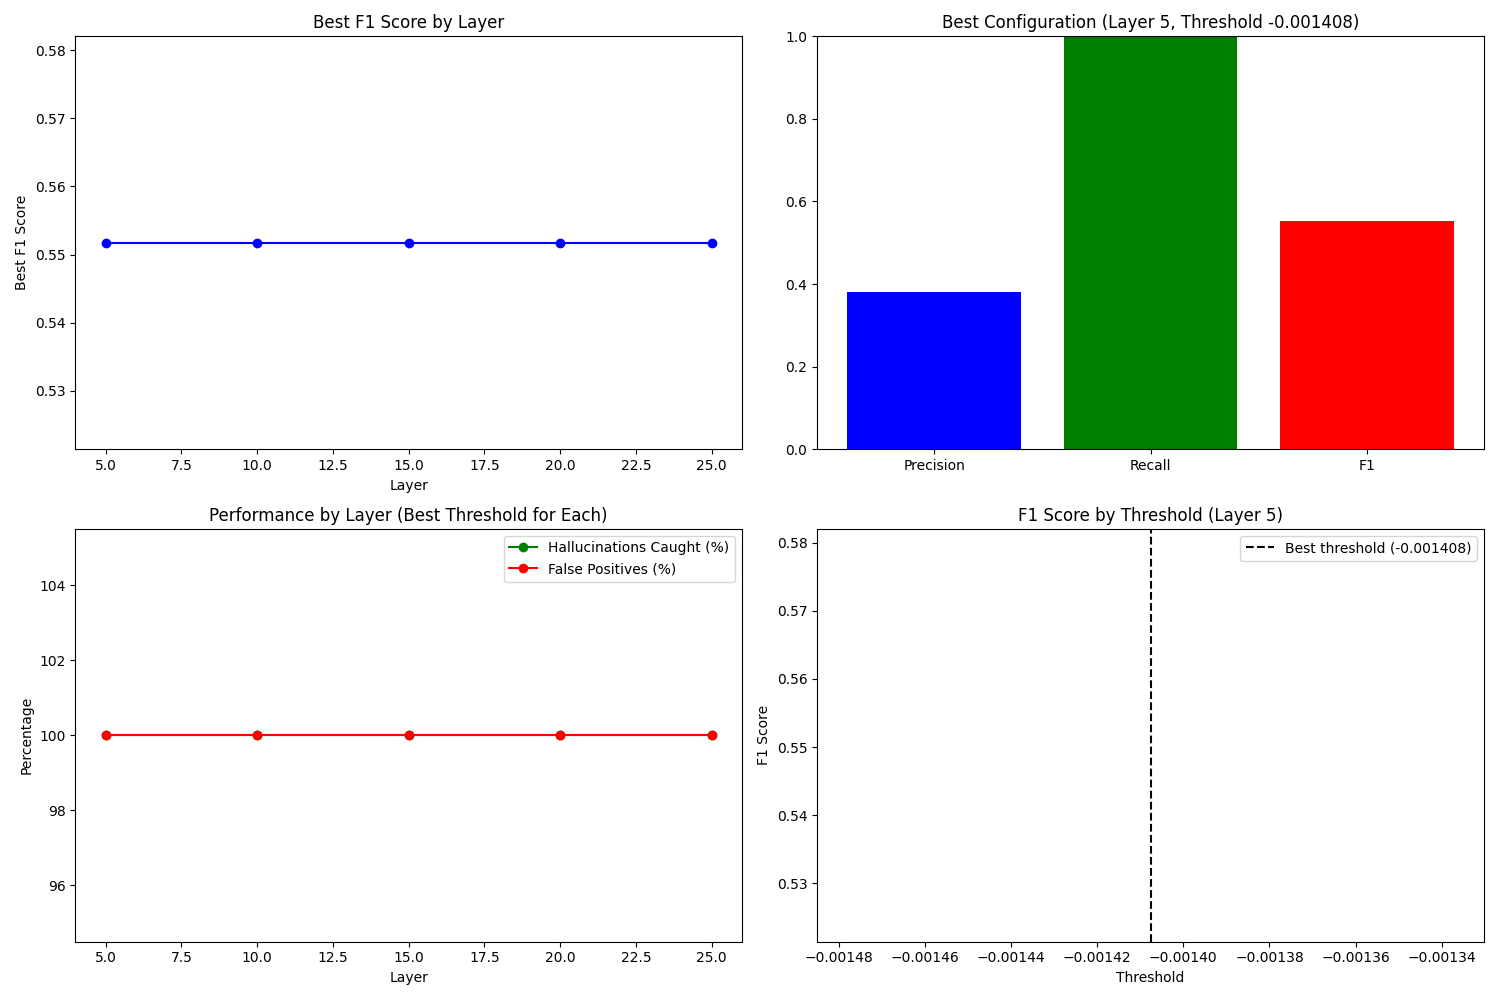 Best F1 Score by Layer
Best F1 Score
0.58
0.57
0.56
0.55
0.54
0.53
5.0 7.5 10.0 12.5 15.0 17.5 20.0 22.5 25.0
Layer
Best Configuration (Layer 5, Threshold -0.001408)
1.0
0.8
0.6
0.4
0.2
0.0
Precision Recall F1
Performance by Layer (Best Threshold for Each)
Hallucinations Caught (%)
False Positives (%)
Percentage
104
102
100
98
96
5.0 7.5 10.0 12.5 15.0 17.5 20.0 22.5 25.0
Layer
F1 Score by Threshold (Layer 5)
Best threshold (-0.001408)
F1 Score
0.58
0.57
0.56
0.55
0.54
0.53
−0.00148 −0.00146 −0.00144 −0.00142 −0.00140 −0.00138 −0.00136 −0.00134
Threshold